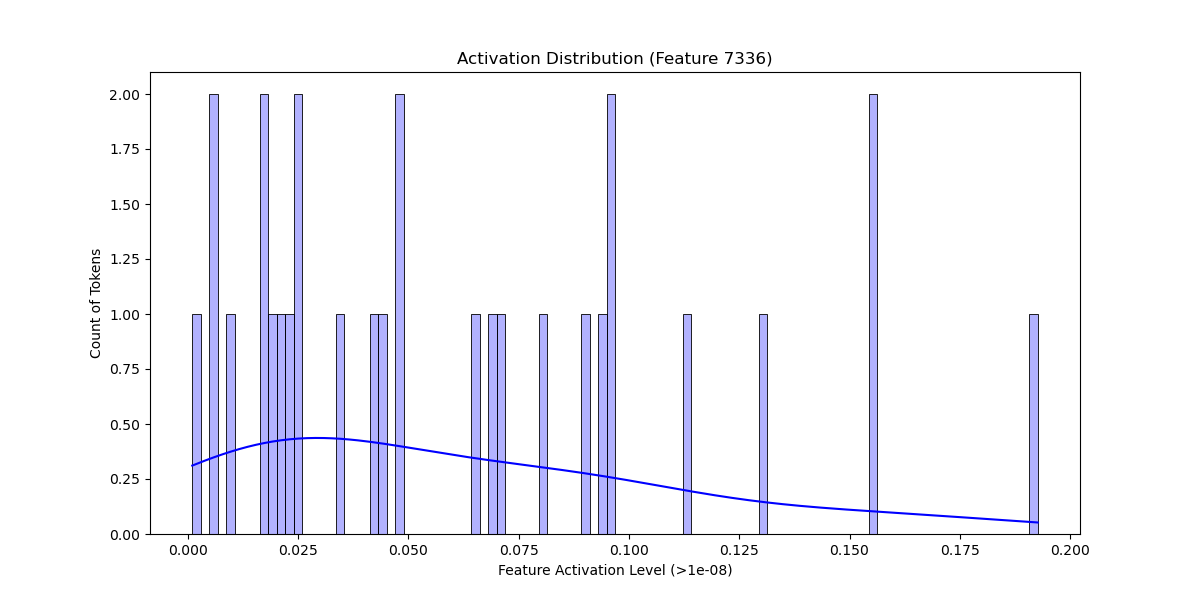 Activation Distribution (Feature 7336)
Count of Tokens
2.00
1.75
1.50
1.25
1.00
0.75
0.50
0.25
0.00
0.000 0.025 0.050 0.075 0.100 0.125 0.150 0.175 0.200
Feature Activation Level (>1e-08)